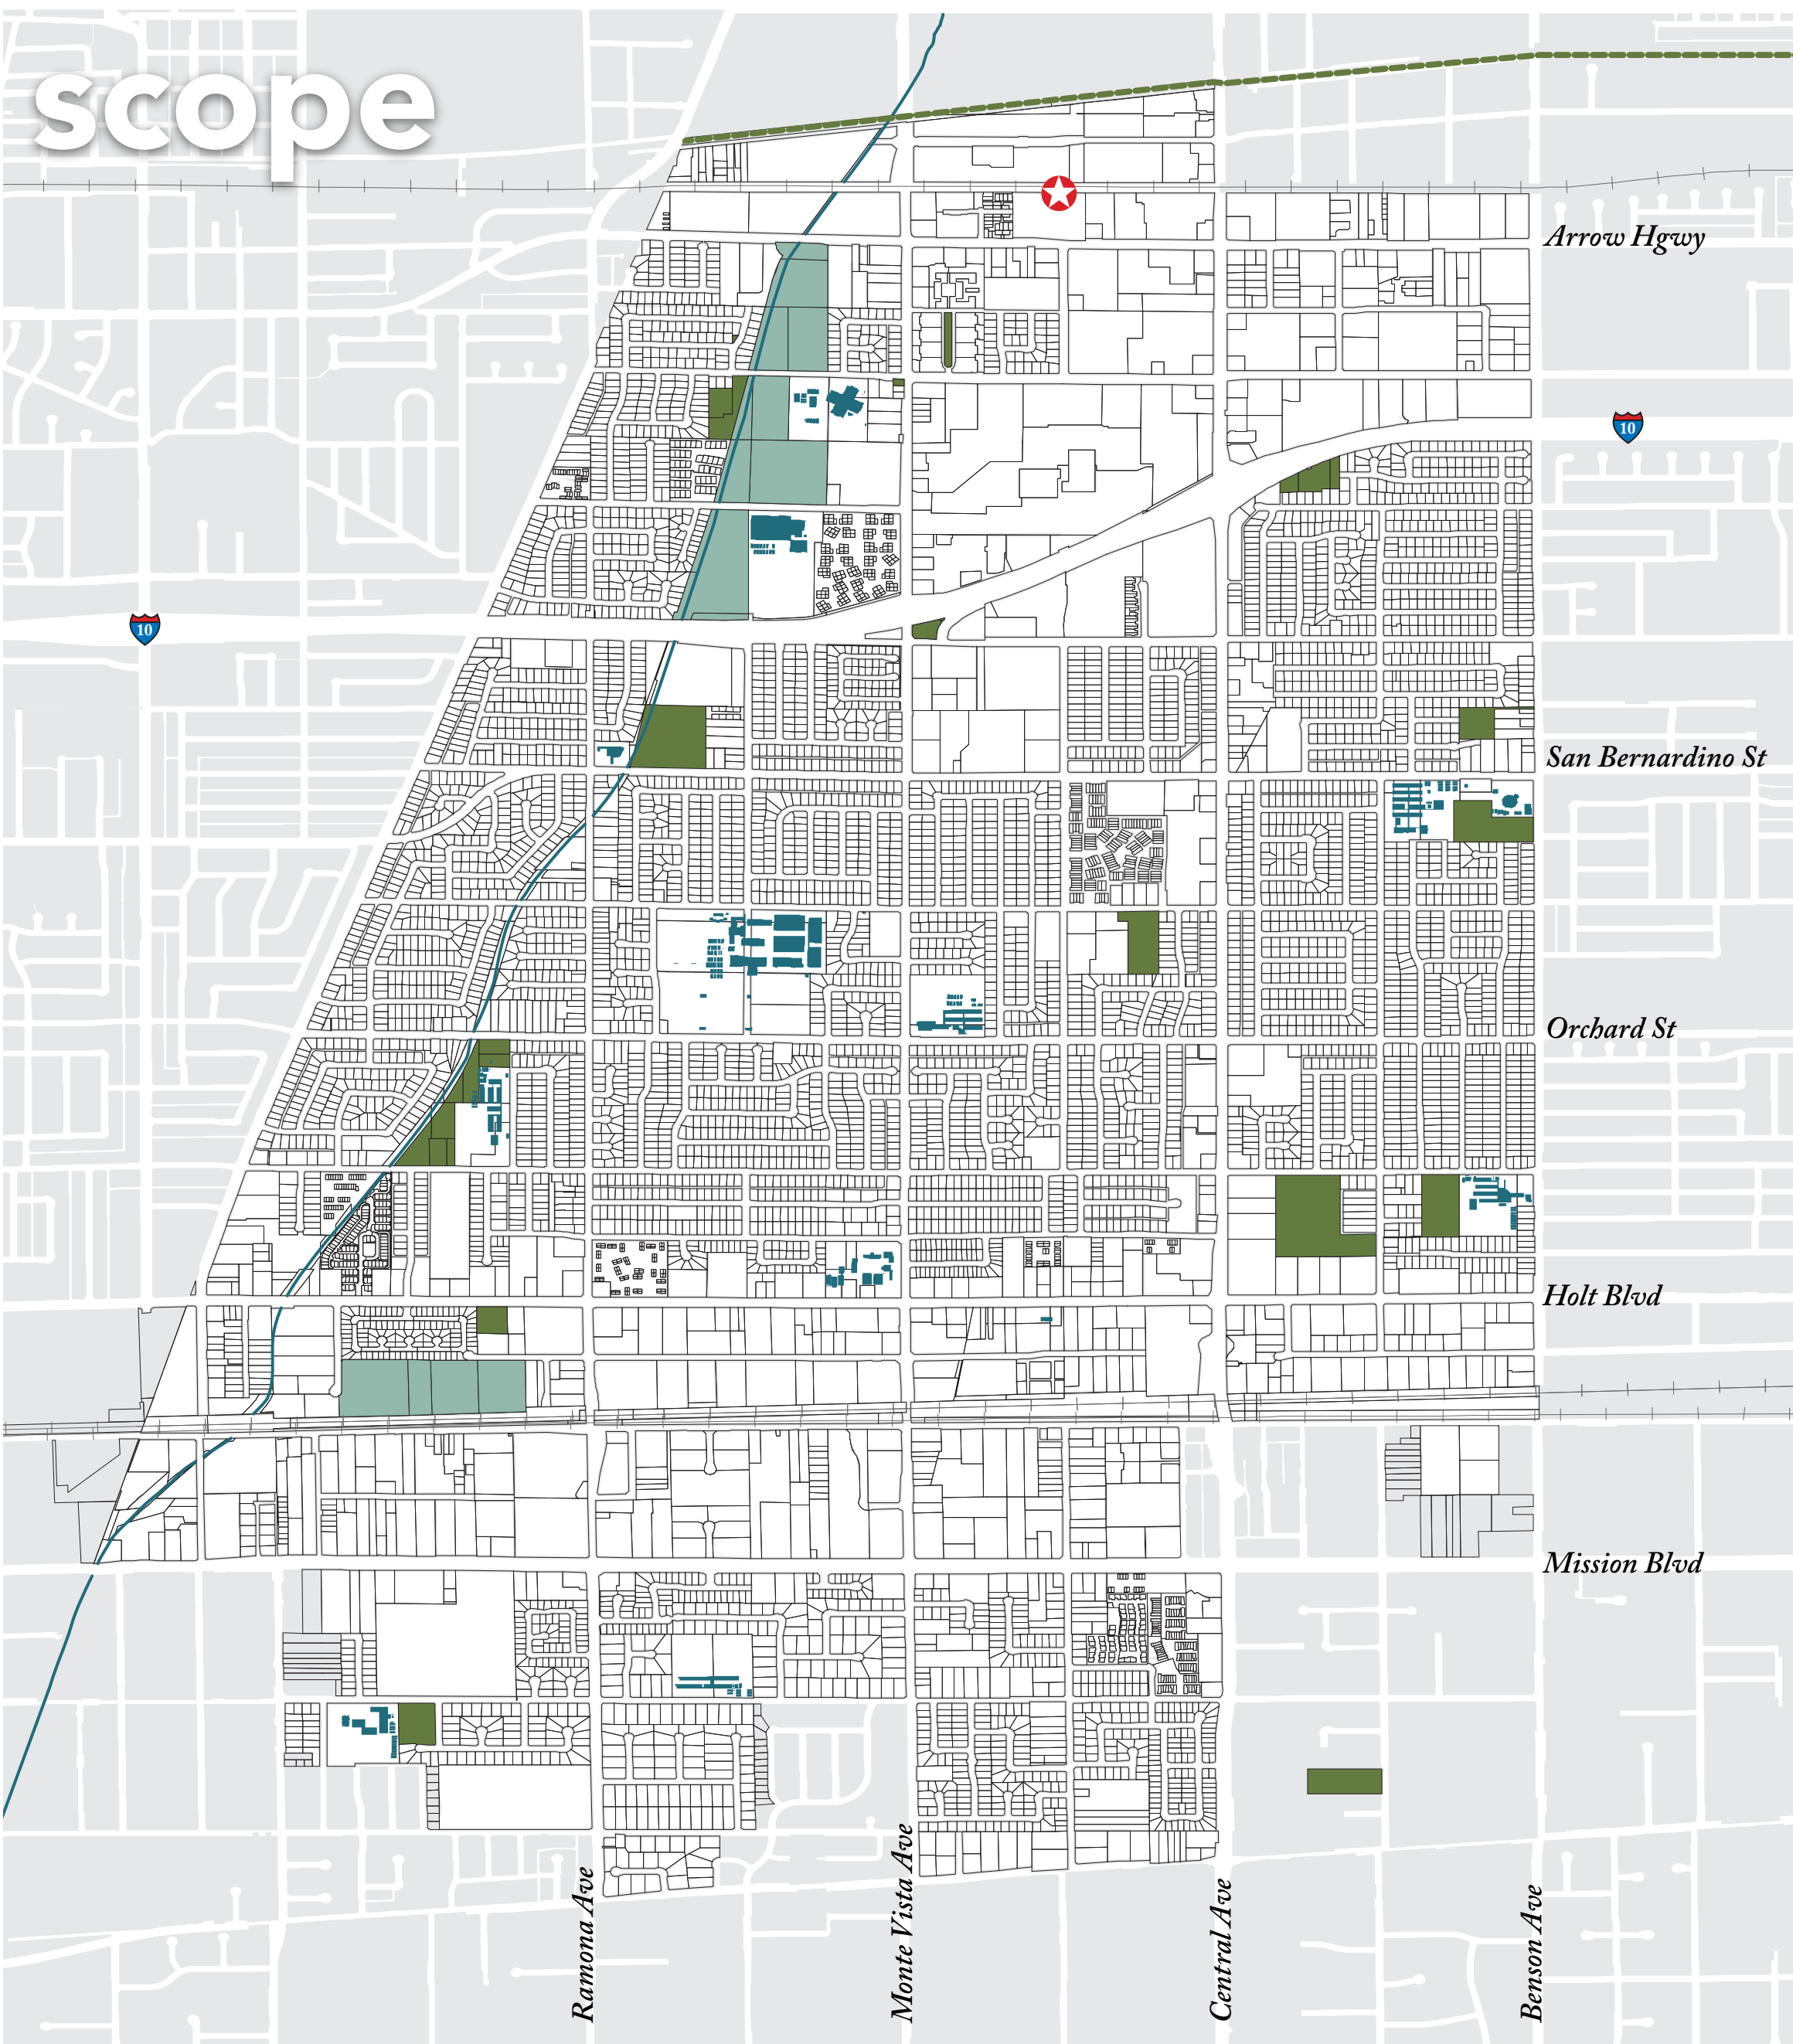 scope
Arrow Hgwy
10
10
San Bernardino St
Orchard St
Holt Blvd
Mission Blvd
Ramona Ave
Monte Vista Ave
Central Ave
Benson Ave